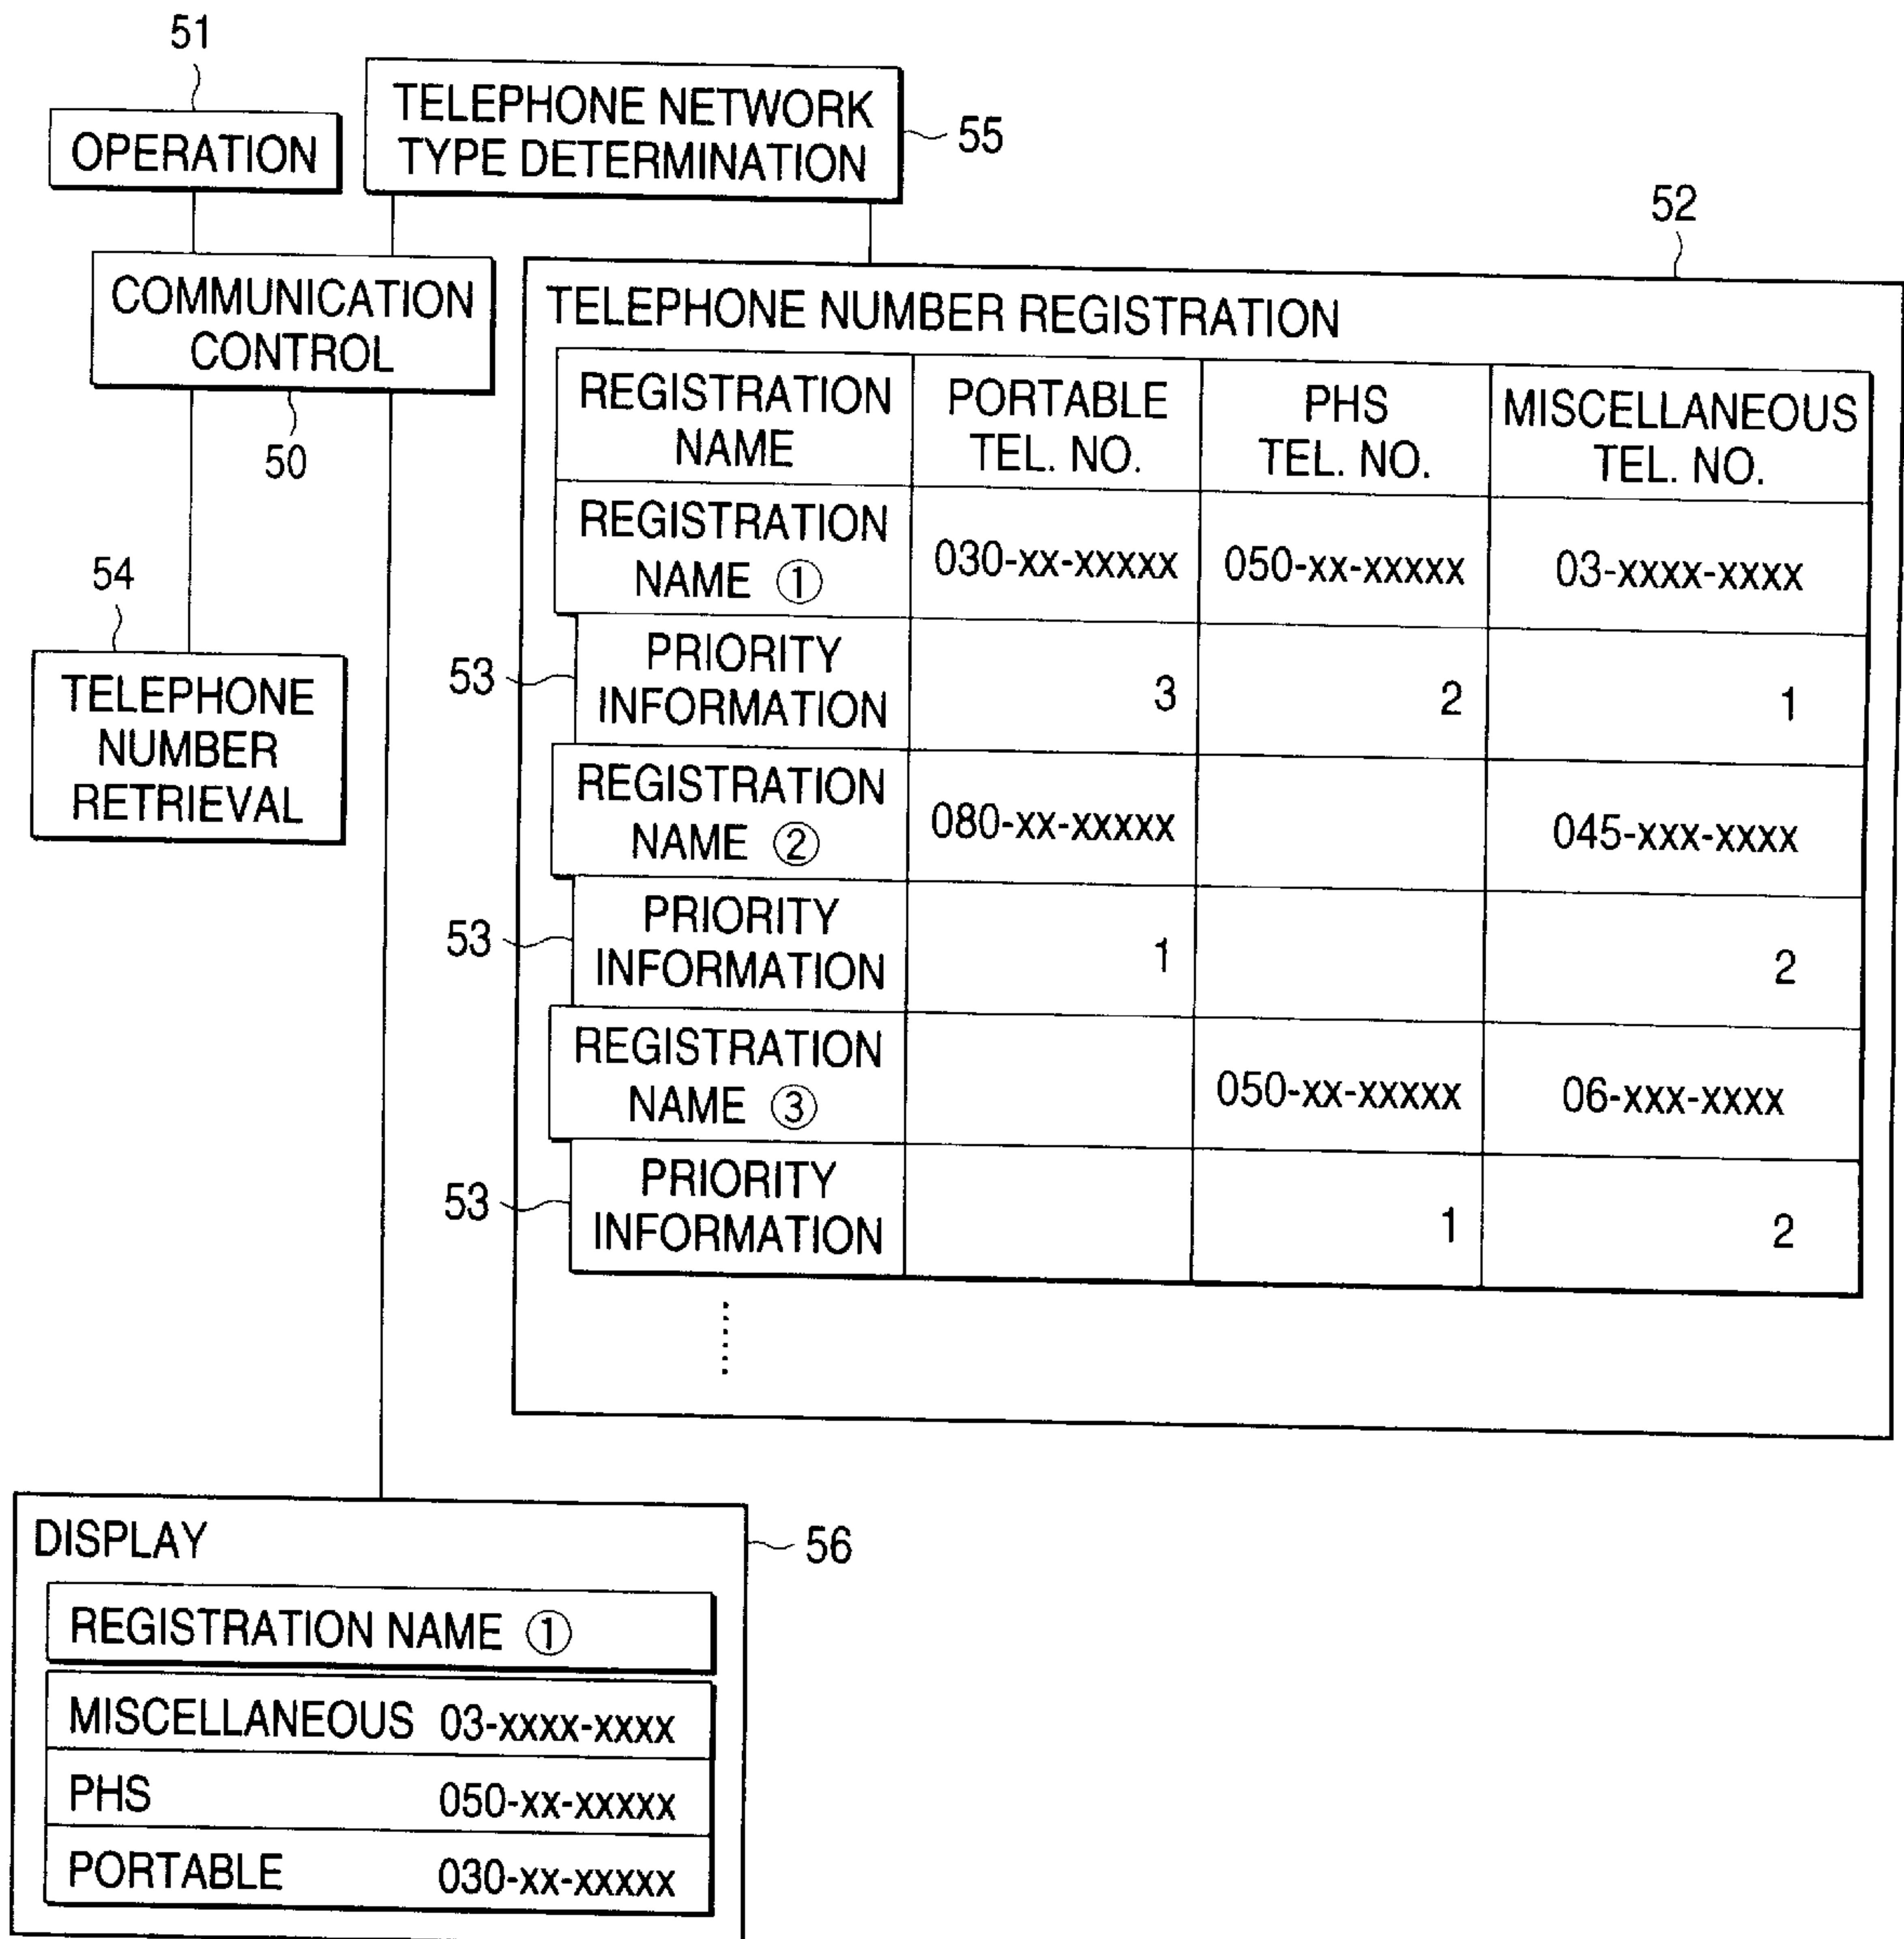 51
OPERATION
TELEPHONE NETWORK
TYPE DETERMINATION
55
COMMUNICATION
CONTROL
50
54
TELEPHONE
NUMBER
RETRIEVAL
52
TELEPHONE NUMBER REGISTRATION
REGISTRATION
NAME
PORTABLE
TEL. NO.
PHS
TEL. NO.
MISCELLANEOUS
TEL. NO.
REGISTRATION
NAME ①
030-xx-xxxxx
050-xx-xxxxx
03-xxxx-xxxx
53
PRIORITY
INFORMATION
3
2
1
REGISTRATION
NAME ②
080-xx-xxxxx
045-xxx-xxxx
53
PRIORITY
INFORMATION
1
2
REGISTRATION
NAME ③
050-xx-xxxxx
06-xxx-xxxx
53
PRIORITY
INFORMATION
1
2
DISPLAY
56
REGISTRATION NAME ①
MISCELLANEOUS 03-xxxx-xxxx
PHS 050-xx-xxxxx
PORTABLE 030-xx-xxxxx